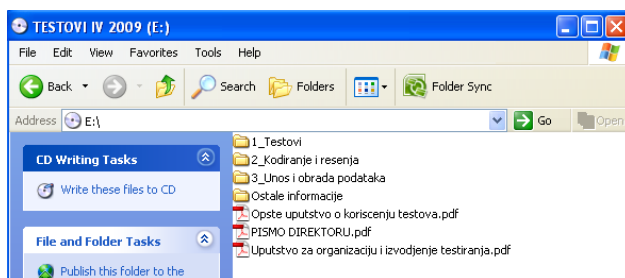 TESTOVI IV 2009 (E:)
File Edit View Favorites Tools Help
Back Search Folders Folder Sync
Address E:\ Go Open
CD Writing Tasks
Write these files to CD
File and Folder Tasks
Publish this folder to the
1_Testovi
2_Kodiranje i resenja
3_Unos i obrada podataka
Ostale informacije
Opste uputstvo o koriscenju testova.pdf
PISMO DIREKTORU.pdf
Uputstvo za organizaciju i izvodjenje testiranja.pdf